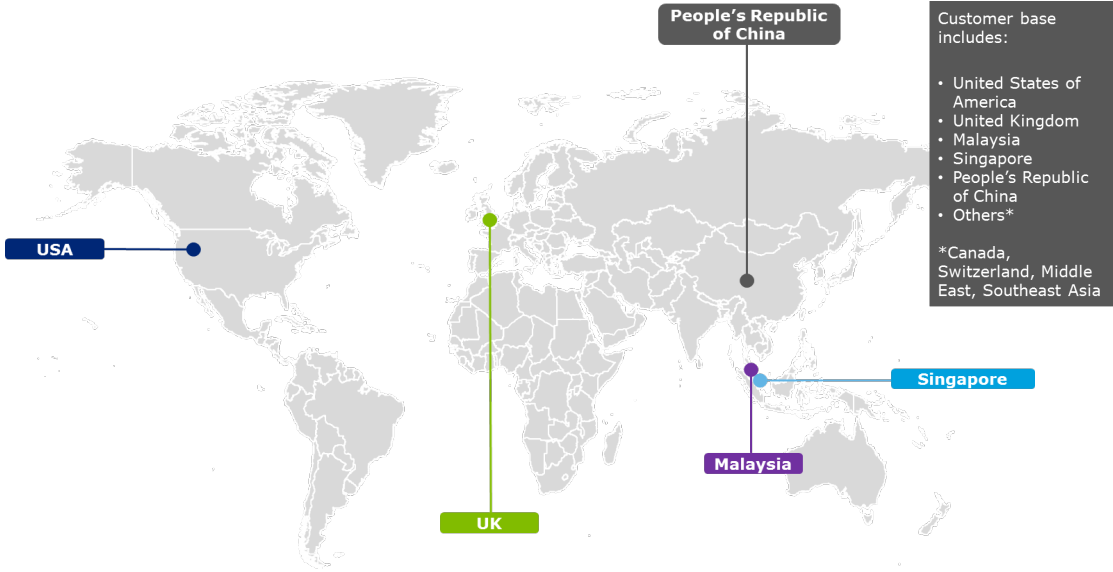 People’s Republic
of China
Customer base
includes:
• United States of
America
• United Kingdom
• Malaysia
• Singapore
• People’s Republic
of China
• Others*
*Canada,
Switzerland, Middle
East, Southeast Asia
USA
Singapore
Malaysia
UK